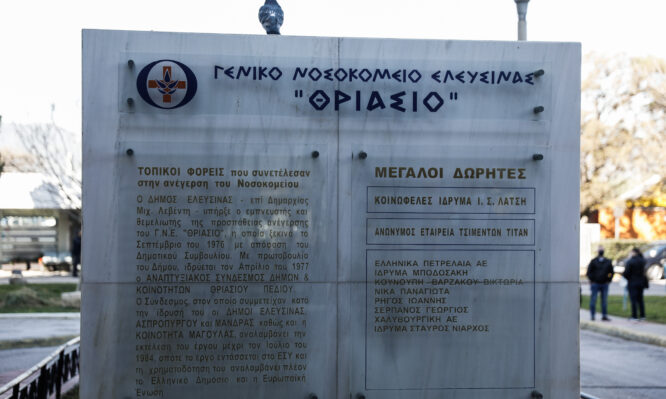 ΓΕΝΙΚΟ ΝΟΣΟΚΟΜΕΙΟ ΕΛΕΥΣΙΝΑΣ
"ΘΡΙΑΣΙΟ"
ΤΟΠΙΚΟΙ ΦΟΡΕΙΣ που συνετέλεσαν
στην ανέγερση του Νοσοκομείου
Ο ΔΗΜΟΣ ΕΛΕΥΣΙΝΑΣ - επί Δημαρχίας
Μιχ. Λεβέντη - υπήρξε ο εμπνευστής και
θεμελιωτής της προσπάθειας ανέγερσης
του Γ.Ν.Ε. "ΘΡΙΑΣΙΟ", η οποία ξεκινά το
Σεπτέμβριο του 1976 με απόφαση του
Δημοτικού Συμβουλίου. Με πρωτοβουλία
του Δήμου, ιδρύεται τον Απρίλιο του 1977
ο ΑΝΑΠΤΥΞΙΑΚΟΣ ΣΥΝΔΕΣΜΟΣ ΔΗΜΩΝ &
ΚΟΙΝΟΤΗΤΩΝ ΘΡΙΑΣΙΟΥ ΠΕΔΙΟΥ.
Ο Σύνδεσμος, στον οποίο συμμετείχαν κατά
την ίδρυσή του οι ΔΗΜΟΙ ΕΛΕΥΣΙΝΑΣ,
ΑΣΠΡΟΠΥΡΓΟΥ και ΜΑΝΔΡΑΣ καθώς και η
ΚΟΙΝΟΤΗΤΑ ΜΑΓΟΥΛΑΣ, αναλαμβάνει την
εκτέλεση του έργου μέχρι τον Ιούλιο του
1984, οπότε το έργο εντάσσεται στο ΕΣΥ και
τη χρηματοδότηση του αναλαμβάνει πλέον
το Ελληνικό Δημόσιο και η Ευρωπαϊκή
Ένωση.
ΜΕΓΑΛΟΙ ΔΩΡΗΤΕΣ
ΚΟΙΝΩΦΕΛΕΣ ΙΔΡΥΜΑ Ι. Σ. ΛΑΤΣΗ
ΑΝΩΝΥΜΟΣ ΕΤΑΙΡΕΙΑ ΤΣΙΜΕΝΤΩΝ ΤΙΤΑΝ
ΕΛΛΗΝΙΚΑ ΠΕΤΡΕΛΑΙΑ ΑΕ
ΙΔΡΥΜΑ ΜΠΟΔΟΣΑΚΗ
ΚΟΥΝΟΥΠΗ - ΒΑΡΖΑΚΟΥ - ΒΙΚΤΩΡΙΑ
ΝΙΚΑ ΠΑΝΑΓΙΩΤΑ
ΡΗΓΟΣ ΙΩΑΝΝΗΣ
ΣΕΡΠΑΝΟΣ ΓΕΩΡΓΙΟΣ
ΧΑΛΥΒΟΥΡΓΙΚΗ ΑΕ
ΙΔΡΥΜΑ ΣΤΑΥΡΟΣ ΝΙΑΡΧΟΣ